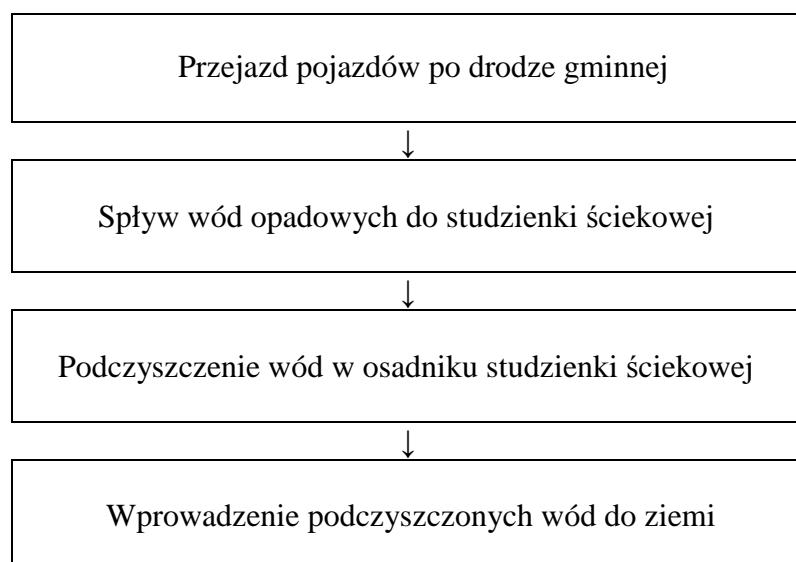 Przejazd pojazdów po drodze gminnej
↓
Spływ wód opadowych do studzienki ściekowej
↓
Podczyszczenie wód w osadniku studzienki ściekowej
↓
Wprowadzenie podczyszczonych wód do ziemi